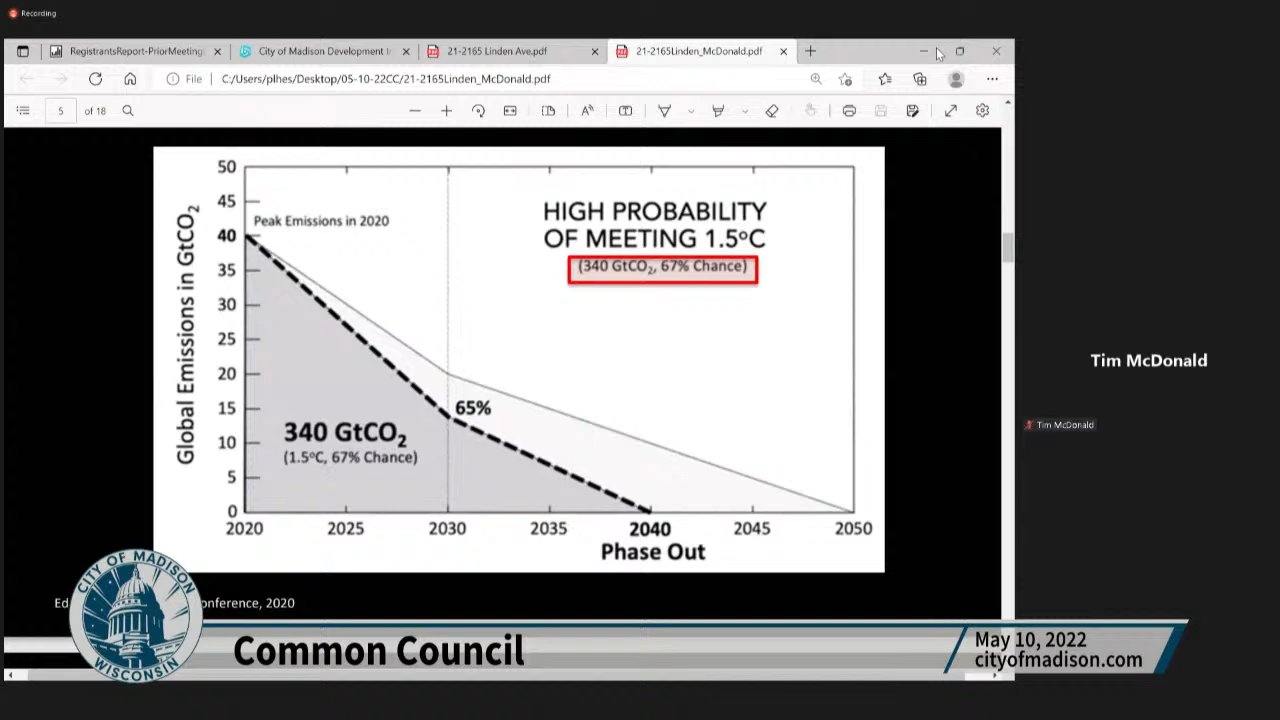 Recording
RegistrantsReport-PriorMeeting
City of Madison Development I
21-2165 Linden Ave.pdf
21-2165Linden_McDonald.pdf
File
C:/Users/plhes/Desktop/05-10-22CC/21-2165Linden_McDonald.pdf
5 of 18
50
45
40
35
30
25
20
15
10
5
0
Global Emissions in GtCO2
Peak Emissions in 2020
HIGH PROBABILITY
OF MEETING 1.5°C
(340 GtCO2, 67% Chance)
65%
340 GtCO2
(1.5°C, 67% Chance)
2020 2025 2030 2035 2040 2045 2050
Phase Out
Tim McDonald
Tim McDonald
Ed
onference, 2020
CITY OF MADISON
WISCONSIN
Common Council
May 10, 2022
cityofmadison.com